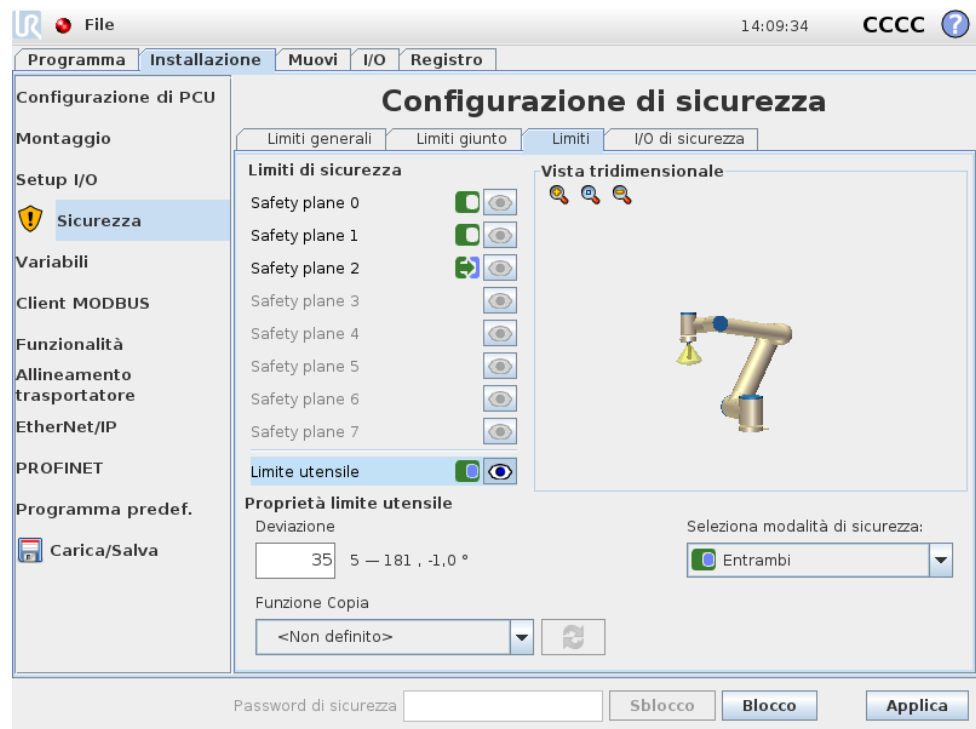 UR File 14:09:34 CCCC ?
Programma Installazione Muovi I/O Registro
Configurazione di PCU
Montaggio
Setup I/O
Sicurezza
Variabili
Client MODBUS
Funzionalità
Allineamento
trasportatore
EtherNet/IP
PROFINET
Programma predef.
Carica/Salva
Configurazione di sicurezza
Limiti generali Limiti giunto Limiti I/O di sicurezza
Limiti di sicurezza
Safety plane 0
Safety plane 1
Safety plane 2
Safety plane 3
Safety plane 4
Safety plane 5
Safety plane 6
Safety plane 7
Limite utensile
Vista tridimensionale
Proprietà limite utensile
Deviazione
35 5 — 181 , -1,0 °
Seleziona modalità di sicurezza:
Entrambi
Funzione Copia
<Non definito>
Password di sicurezza Sblocco Blocco Applica